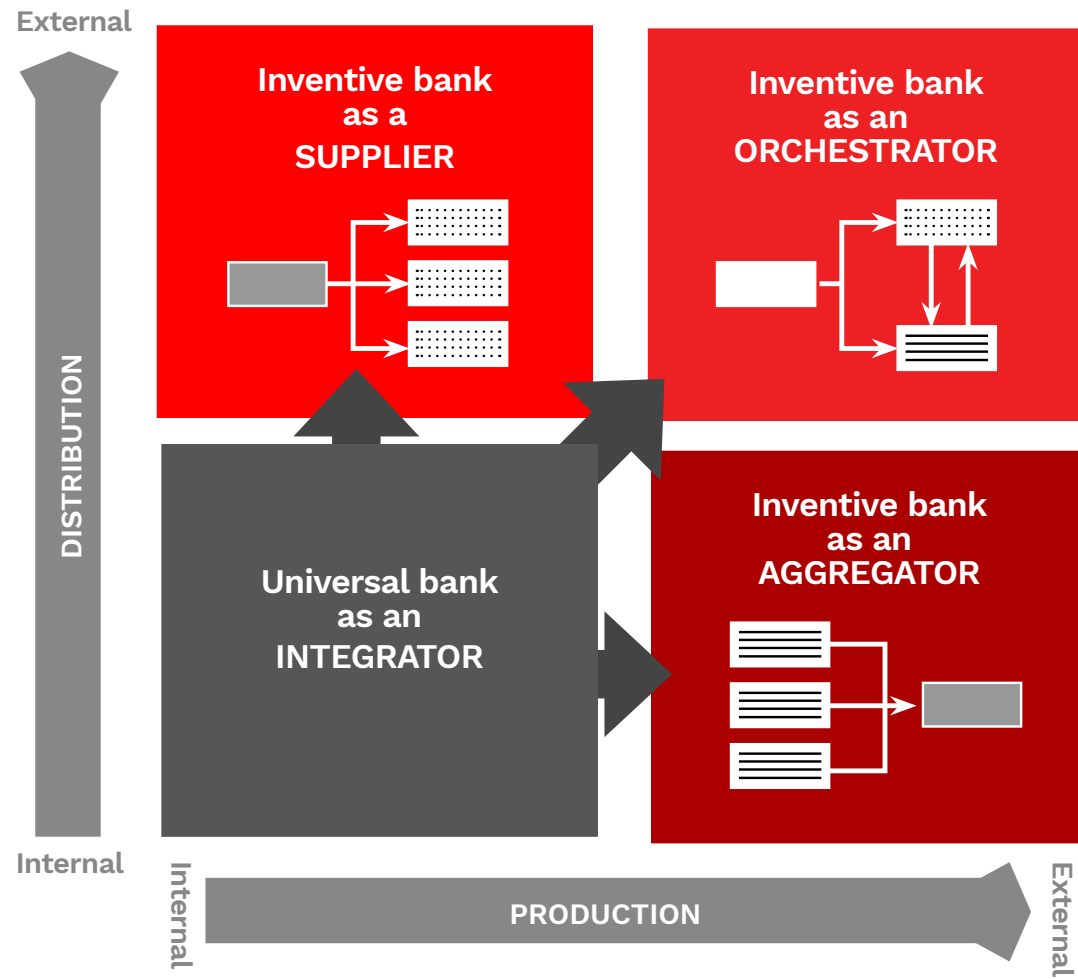 External
Inventive bank
as a
SUPPLIER
Inventive bank
as an
ORCHESTRATOR
DISTRIBUTION
Universal bank
as an
INTEGRATOR
Inventive bank
as an
AGGREGATOR
Internal
Internal
PRODUCTION
External